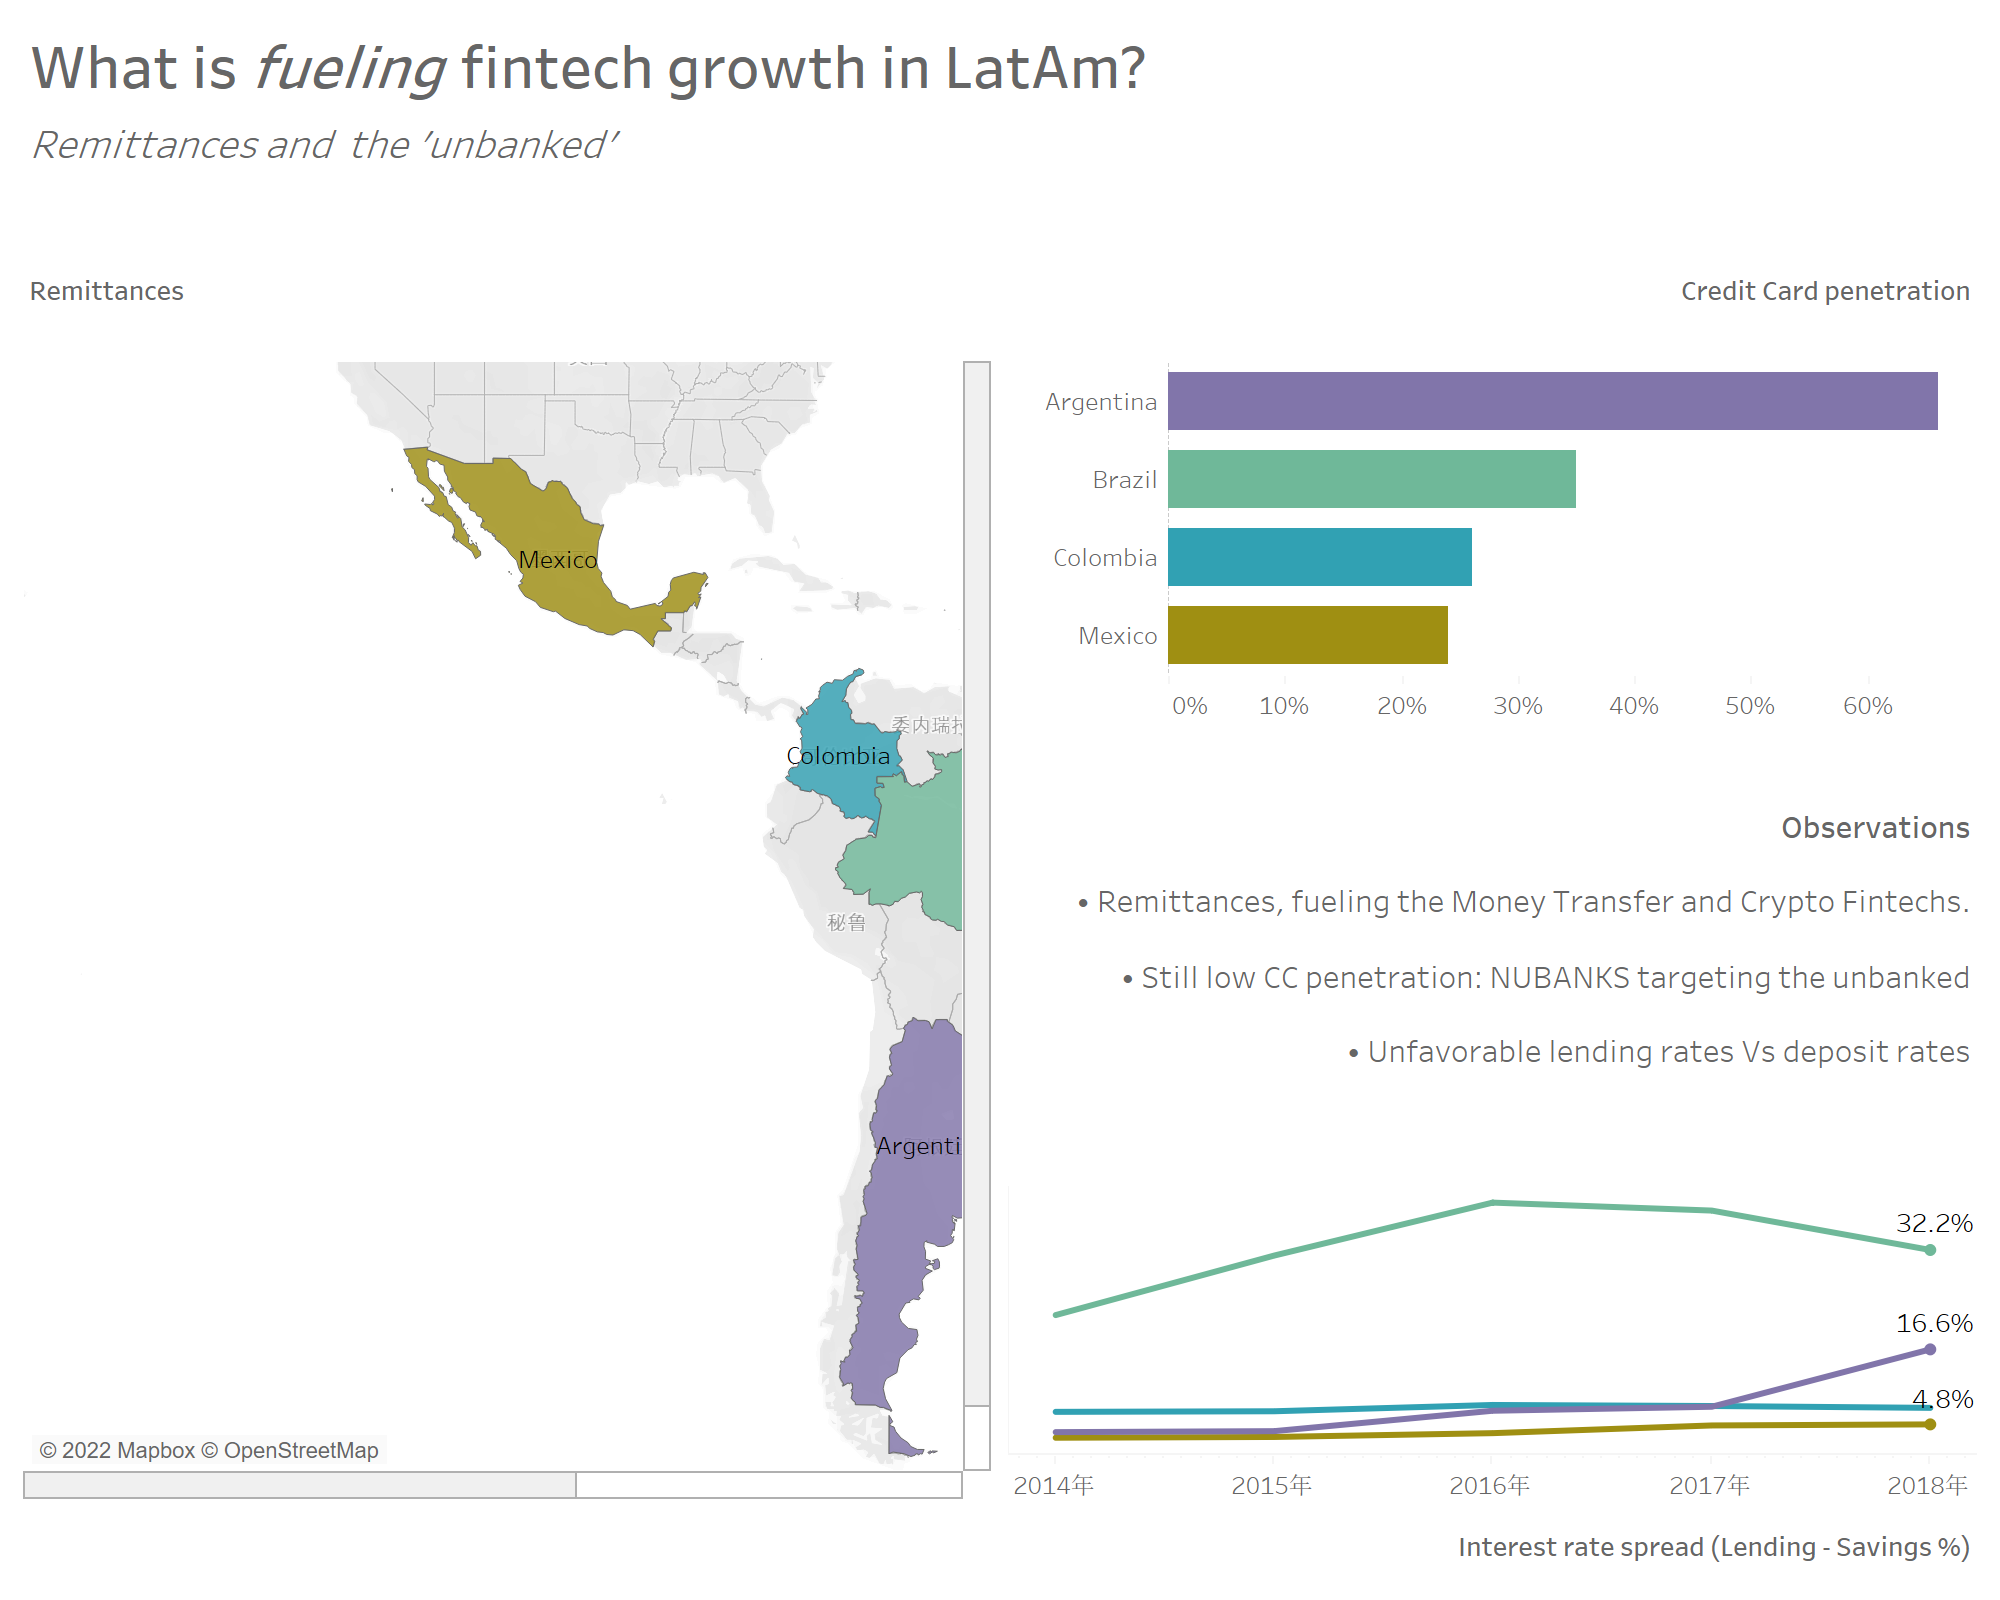 What is fueling fintech growth in LatAm?
Remittances and the 'unbanked'
Remittances
Mexico
Colombia
委内瑞
秘鲁
Argenti
© 2022 Mapbox © OpenStreetMap
Credit Card penetration
Argentina
Brazil
Colombia
Mexico
0% 10% 20% 30% 40% 50% 60%
Observations
• Remittances, fueling the Money Transfer and Crypto Fintechs.
• Still low CC penetration: NUBANKS targeting the unbanked
• Unfavorable lending rates Vs deposit rates
32.2%
16.6%
4.8%
2014年 2015年 2016年 2017年 2018年
Interest rate spread (Lending - Savings %)